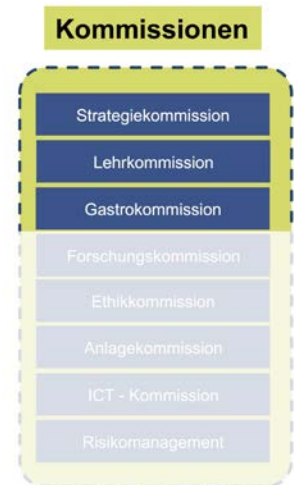 Kommissionen
Strategiekommission
Lehrkommission
Gastrokommission
Forschungskommission
Ethikkommission
Anlagekommission
ICT - Kommission
Risikomanagement